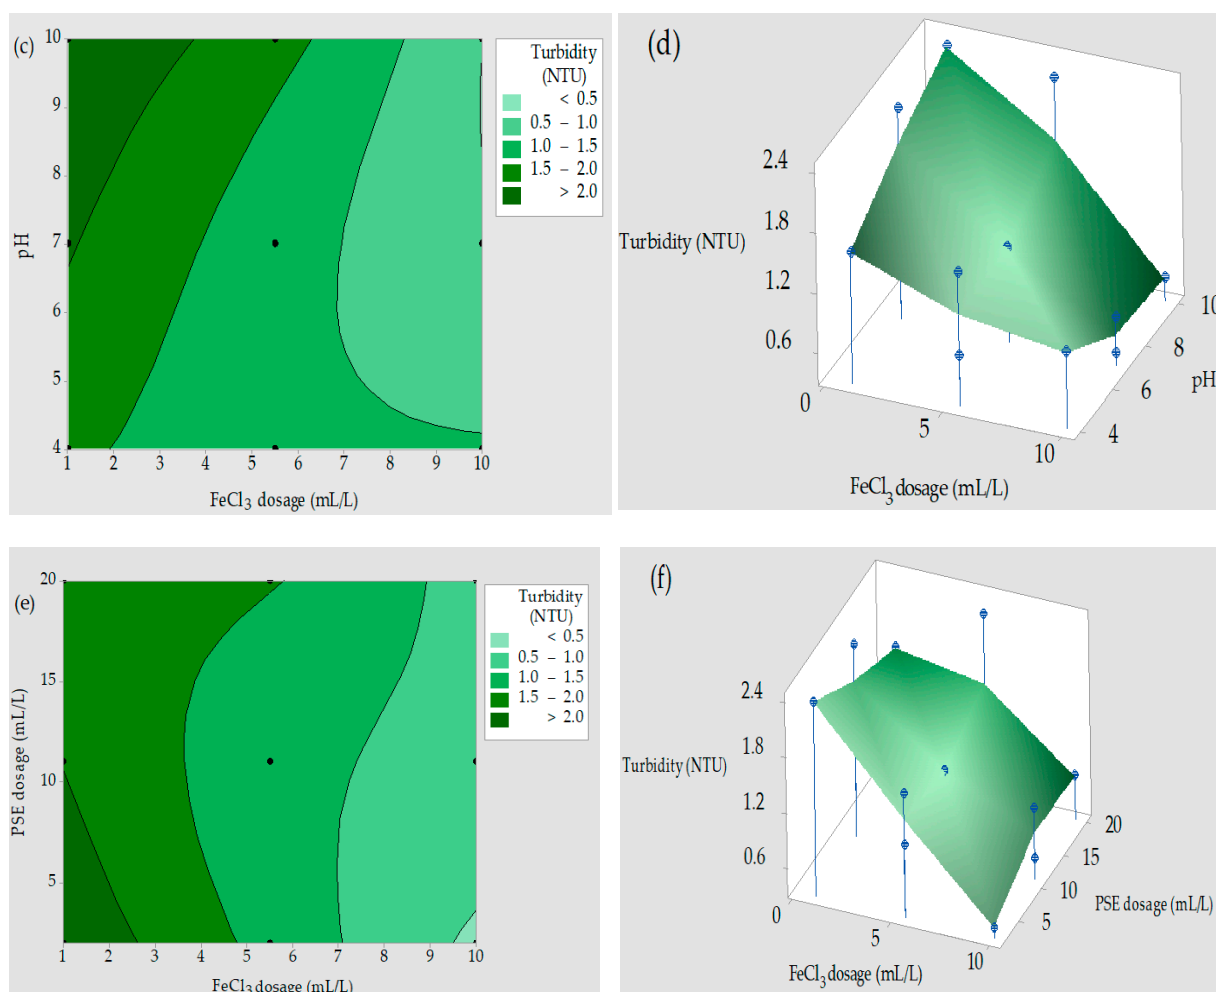 (c)
10
9
8
7
6
5
4
pH
1 2 3 4 5 6 7 8 9 10
FeCl3 dosage (mL/L)
Turbidity
(NTU)
< 0.5
0.5 – 1.0
1.0 – 1.5
1.5 – 2.0
> 2.0
(d)
2.4
1.8
Turbidity (NTU)
1.2
0.6
0
5
10
4
6
8
10
pH
FeCl3 dosage (mL/L)
(e)
20
15
10
5
PSE dosage (mL/L)
1 2 3 4 5 6 7 8 9 10
FeCl3 dosage (mL/L)
Turbidity
(NTU)
< 0.5
0.5 – 1.0
1.0 – 1.5
1.5 – 2.0
> 2.0
(f)
2.4
1.8
Turbidity (NTU)
1.2
0.6
0
5
10
5
10
15
20
PSE dosage (mL/L)
FeCl3 dosage (mL/L)